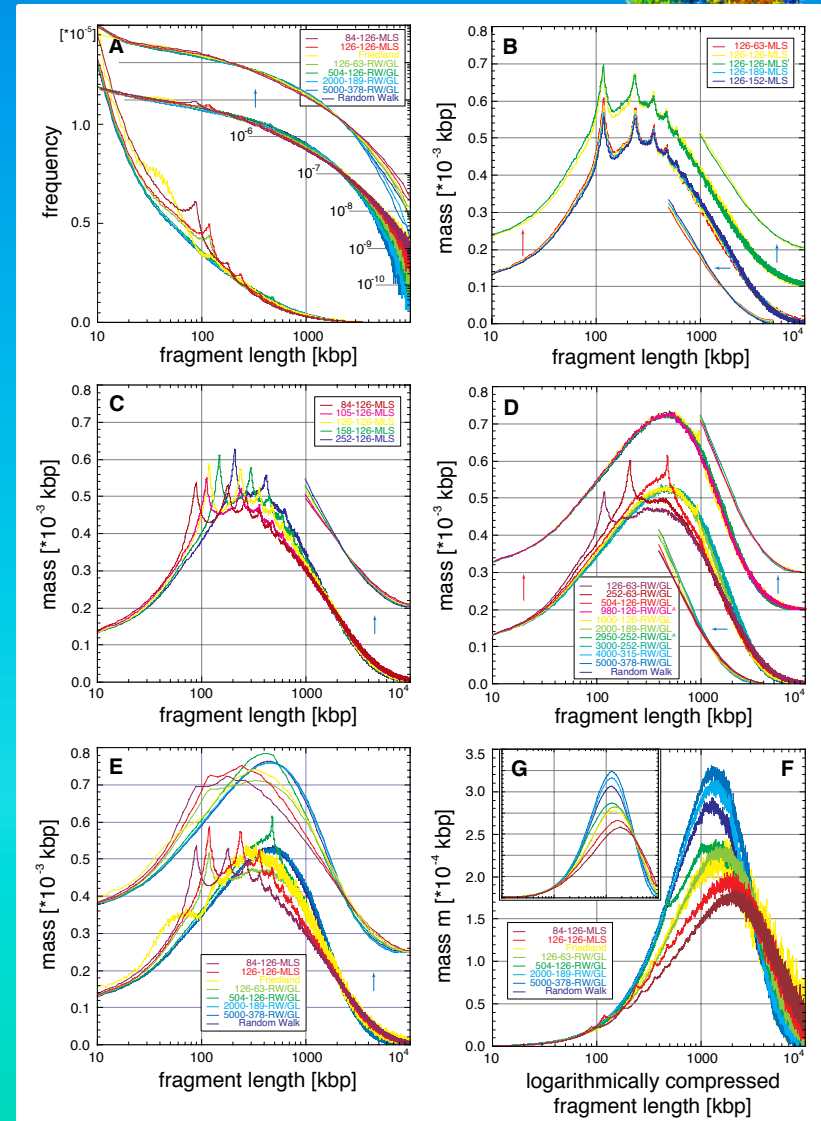 A
[*10⁻⁵]
1.0
0.5
0.0
frequency
84-126-MLS
126-126-MLS
Friedland
126-63-RW/GL
504-126-RW/GL
2000-189-RW/GL
5000-378-RW/GL
Random Walk
10⁻⁶
10⁻⁷
10⁻⁸
10⁻⁹
10⁻¹⁰
10
100
1000
fragment length [kbp]
B
0.8
0.7
0.6
0.5
0.4
0.3
0.2
0.1
0.0
mass [*10⁻³ kbp]
126-63-MLS
126-126-MLS
126-189-MLS
126-152-MLS
10
100
1000
10⁴
fragment length [kbp]
C
0.8
0.7
0.6
0.5
0.4
0.3
0.2
0.1
0.0
mass [*10⁻³ kbp]
84-126-MLS
105-126-MLS
126-126-MLS
158-126-MLS
252-126-MLS
10
100
1000
10⁴
fragment length [kbp]
D
0.8
0.7
0.6
0.5
0.4
0.3
0.2
0.1
0.0
mass [*10⁻³ kbp]
126-63-RW/GL
252-63-RW/GL
504-126-RW/GL
980-126-RW/GLᴬ
1000-126-RW/GL
2000-189-RW/GL
2950-252-RW/GLᴬ
3000-252-RW/GL
4000-315-RW/GL
5000-378-RW/GL
Random Walk
10
100
1000
10⁴
fragment length [kbp]
E
0.8
0.7
0.6
0.5
0.4
0.3
0.2
0.1
0.0
mass [*10⁻³ kbp]
84-126-MLS
126-126-MLS
Friedland
126-63-RW/GL
504-126-RW/GL
2000-189-RW/GL
5000-378-RW/GL
Random Walk
10
100
1000
10⁴
fragment length [kbp]
G
F
3.5
3.0
2.5
2.0
1.5
1.0
0.5
0.0
mass m [*10⁻⁴ kbp]
84-126-MLS
126-126-MLS
Friedland
126-63-RW/GL
504-126-RW/GL
2000-189-RW/GL
5000-378-RW/GL
Random Walk
10
100
1000
10⁴
logarithmically compressed
fragment length [kbp]